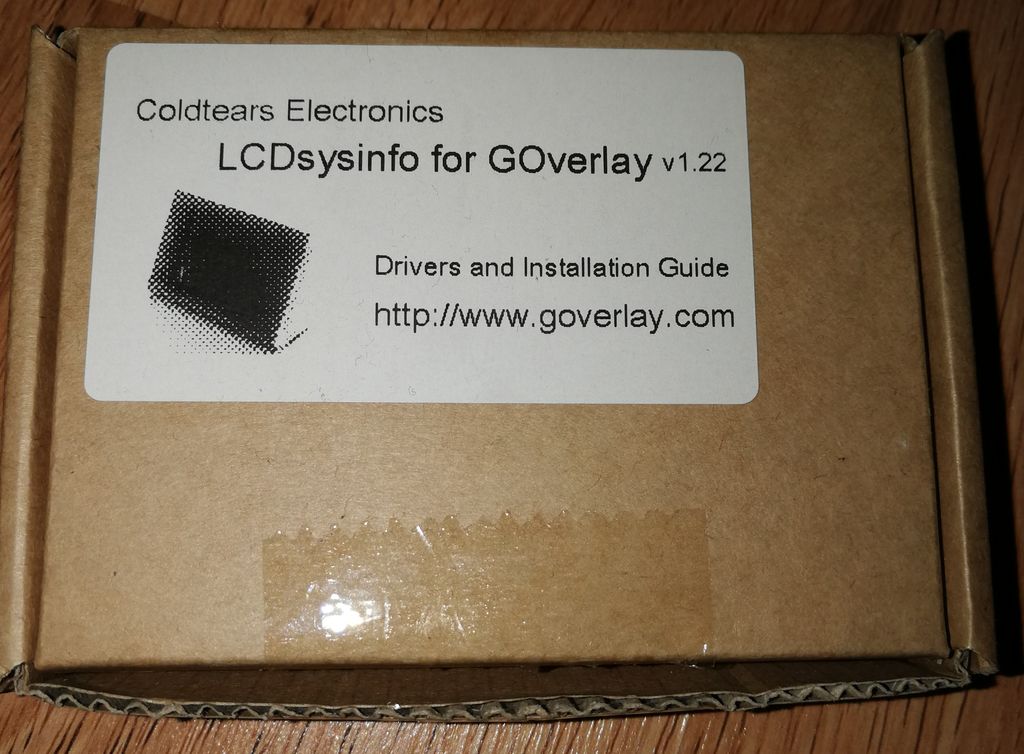 Coldtears Electronics
LCDsysinfo for GOverlay v1.22
Drivers and Installation Guide
http://www.goverlay.com